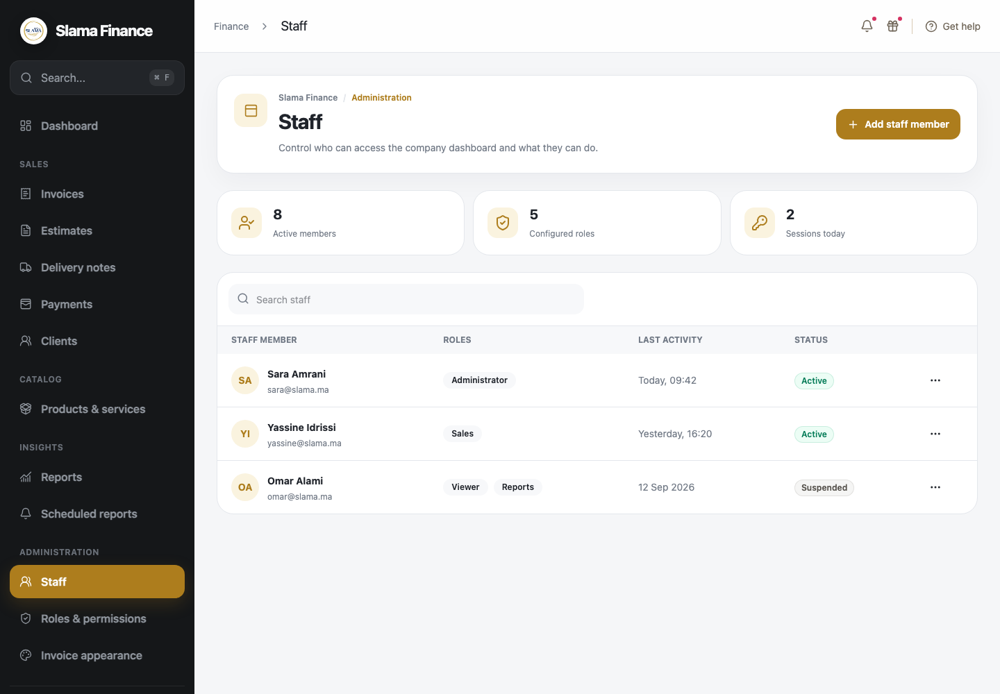 SLAMA
Slama Finance
Search...
⌘ F
Dashboard
SALES
Invoices
Estimates
Delivery notes
Payments
Clients
CATALOG
Products & services
INSIGHTS
Reports
Scheduled reports
ADMINISTRATION
Staff
Roles & permissions
Invoice appearance
Finance > Staff
Get help
Slama Finance / Administration
Staff
Control who can access the company dashboard and what they can do.
Add staff member
8
Active members
5
Configured roles
2
Sessions today
Search staff
STAFF MEMBER ROLES LAST ACTIVITY STATUS
SA Sara Amrani Administrator Today, 09:42 Active
sara@slama.ma
YI Yassine Idrissi Sales Yesterday, 16:20 Active
yassine@slama.ma
OA Omar Alami Viewer Reports 12 Sep 2026 Suspended
omar@slama.ma